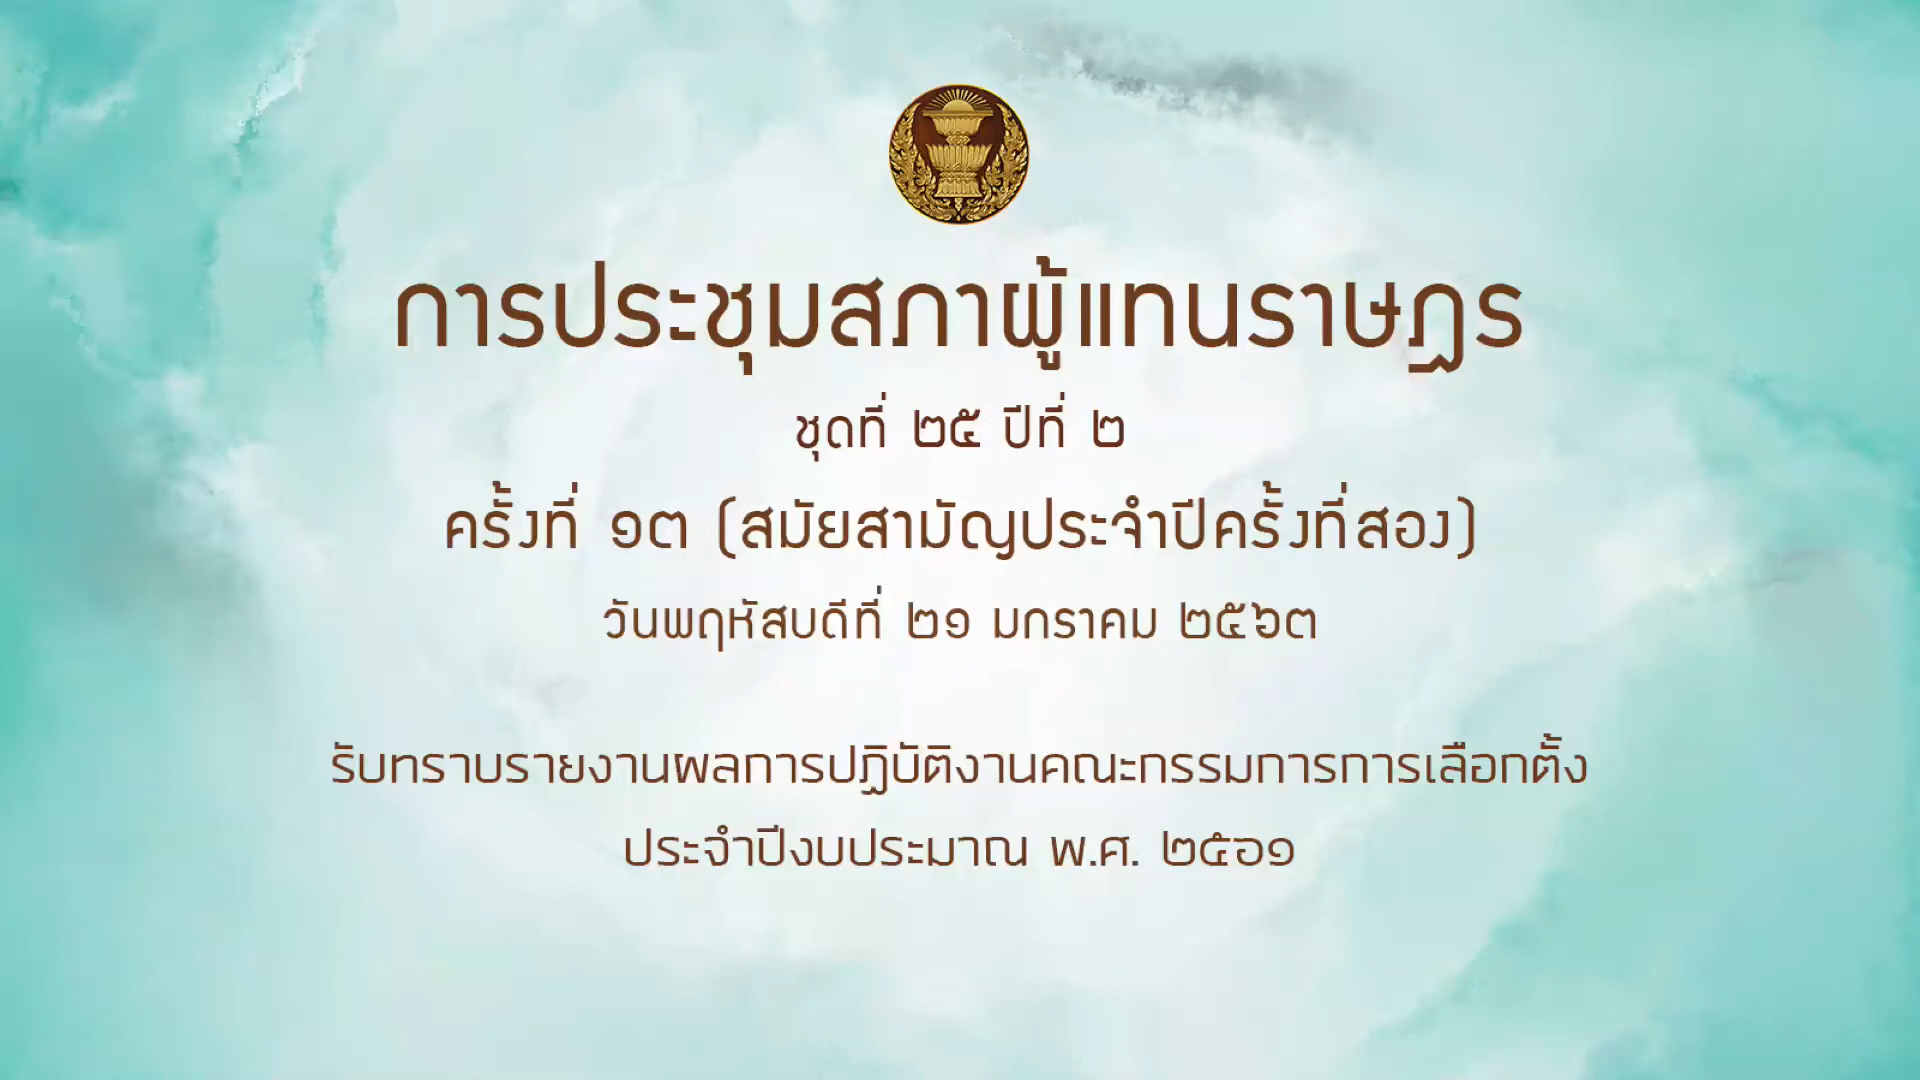 การประชุมสภาผู้แทนราษฎร
ชุดที่ ๒๕ ปีที่ ๒
ครั้งที่ ๑๓ (สมัยสามัญประจำปีครั้งที่สอง)
วันพฤหัสบดีที่ ๒๑ มกราคม ๒๕๖๓
รับทราบรายงานผลการปฏิบัติงานคณะกรรมการการเลือกตั้ง
ประจำปีงบประมาณ พ.ศ. ๒๕๖๑